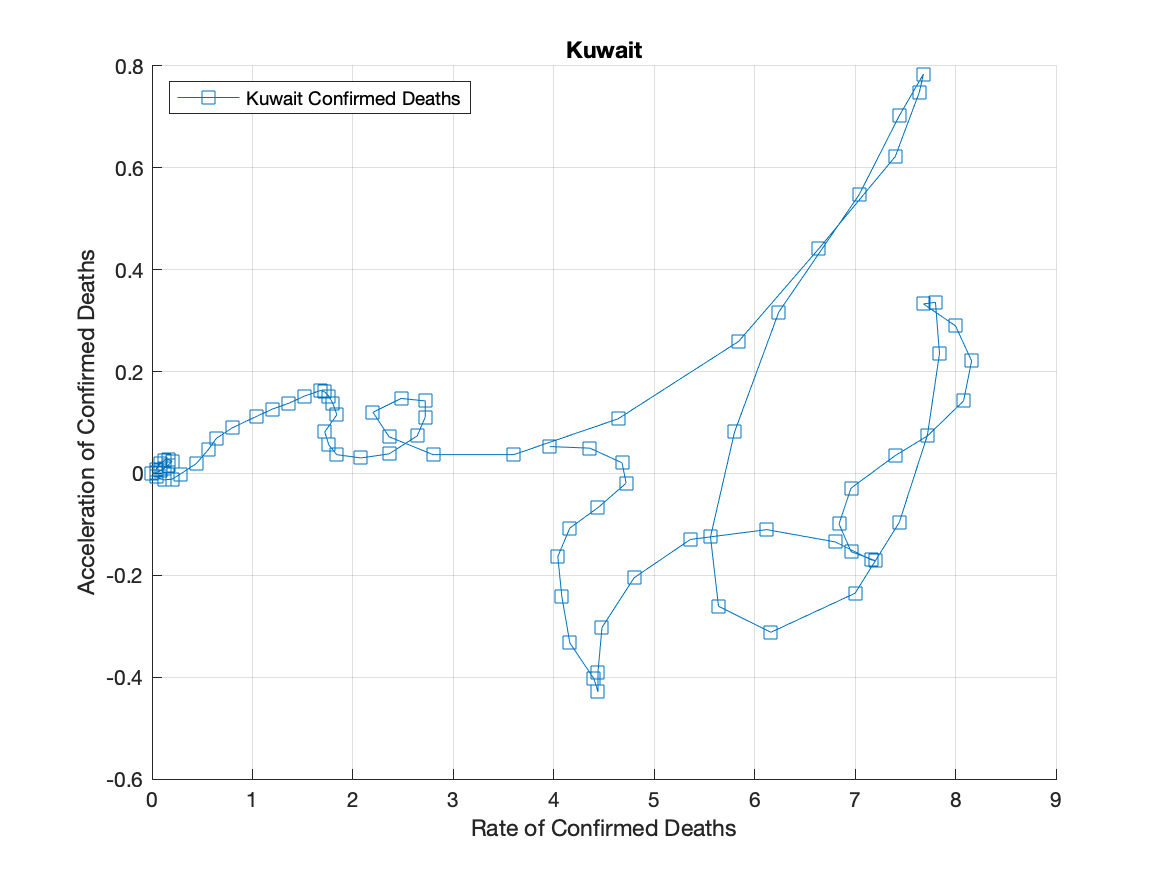 Kuwait
Kuwait Confirmed Deaths
Acceleration of Confirmed Deaths
0.8
0.6
0.4
0.2
0
-0.2
-0.4
-0.6
0 1 2 3 4 5 6 7 8 9
Rate of Confirmed Deaths